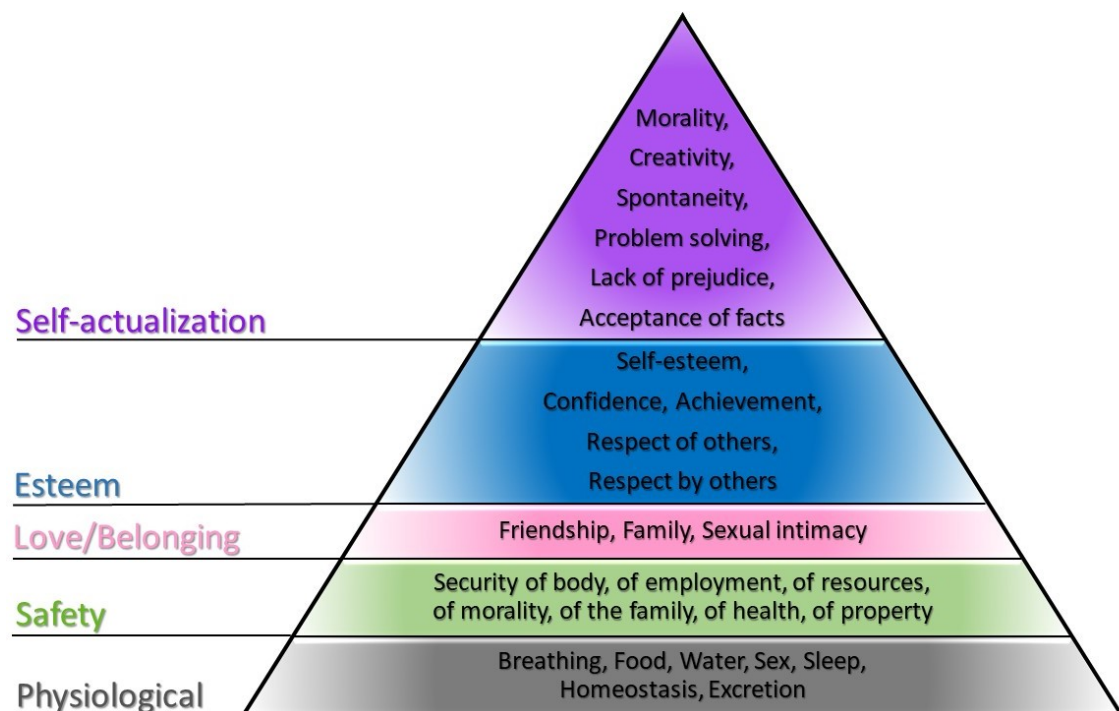 Morality,
Creativity,
Spontaneity,
Problem solving,
Lack of prejudice,
Acceptance of facts
Self-actualization
Self-esteem,
Confidence, Achievement,
Respect of others,
Respect by others
Esteem
Friendship, Family, Sexual intimacy
Love/Belonging
Security of body, of employment, of resources,
of morality, of the family, of health, of property
Safety
Breathing, Food, Water, Sex, Sleep,
Homeostasis, Excretion
Physiological